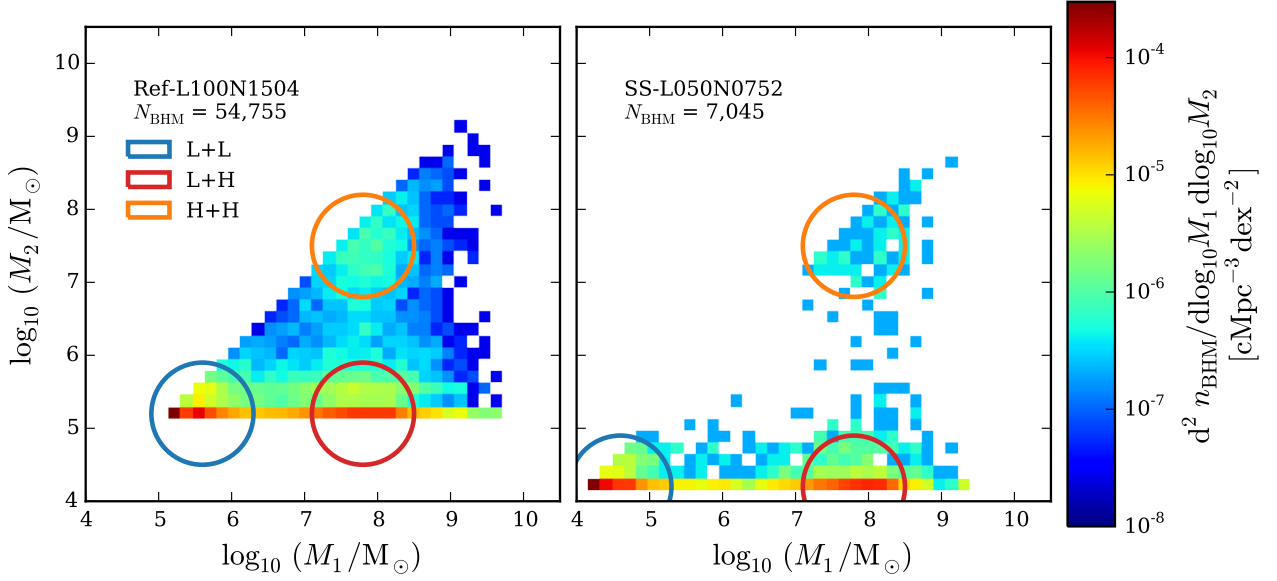 Ref-L100N1504
N_BHM = 54,755
L+L
L+H
H+H
log₁₀ (M₂/M☉)
10
9
8
7
6
5
4
4 5 6 7 8 9 10
log₁₀ (M₁/M☉)
SS-L050N0752
N_BHM = 7,045
4 5 6 7 8 9 10
log₁₀ (M₁/M☉)
10⁻⁴
10⁻⁵
10⁻⁶
10⁻⁷
10⁻⁸
d² n_BHM/dlog₁₀M₁ dlog₁₀M₂
[cMpc⁻³ dex⁻²]